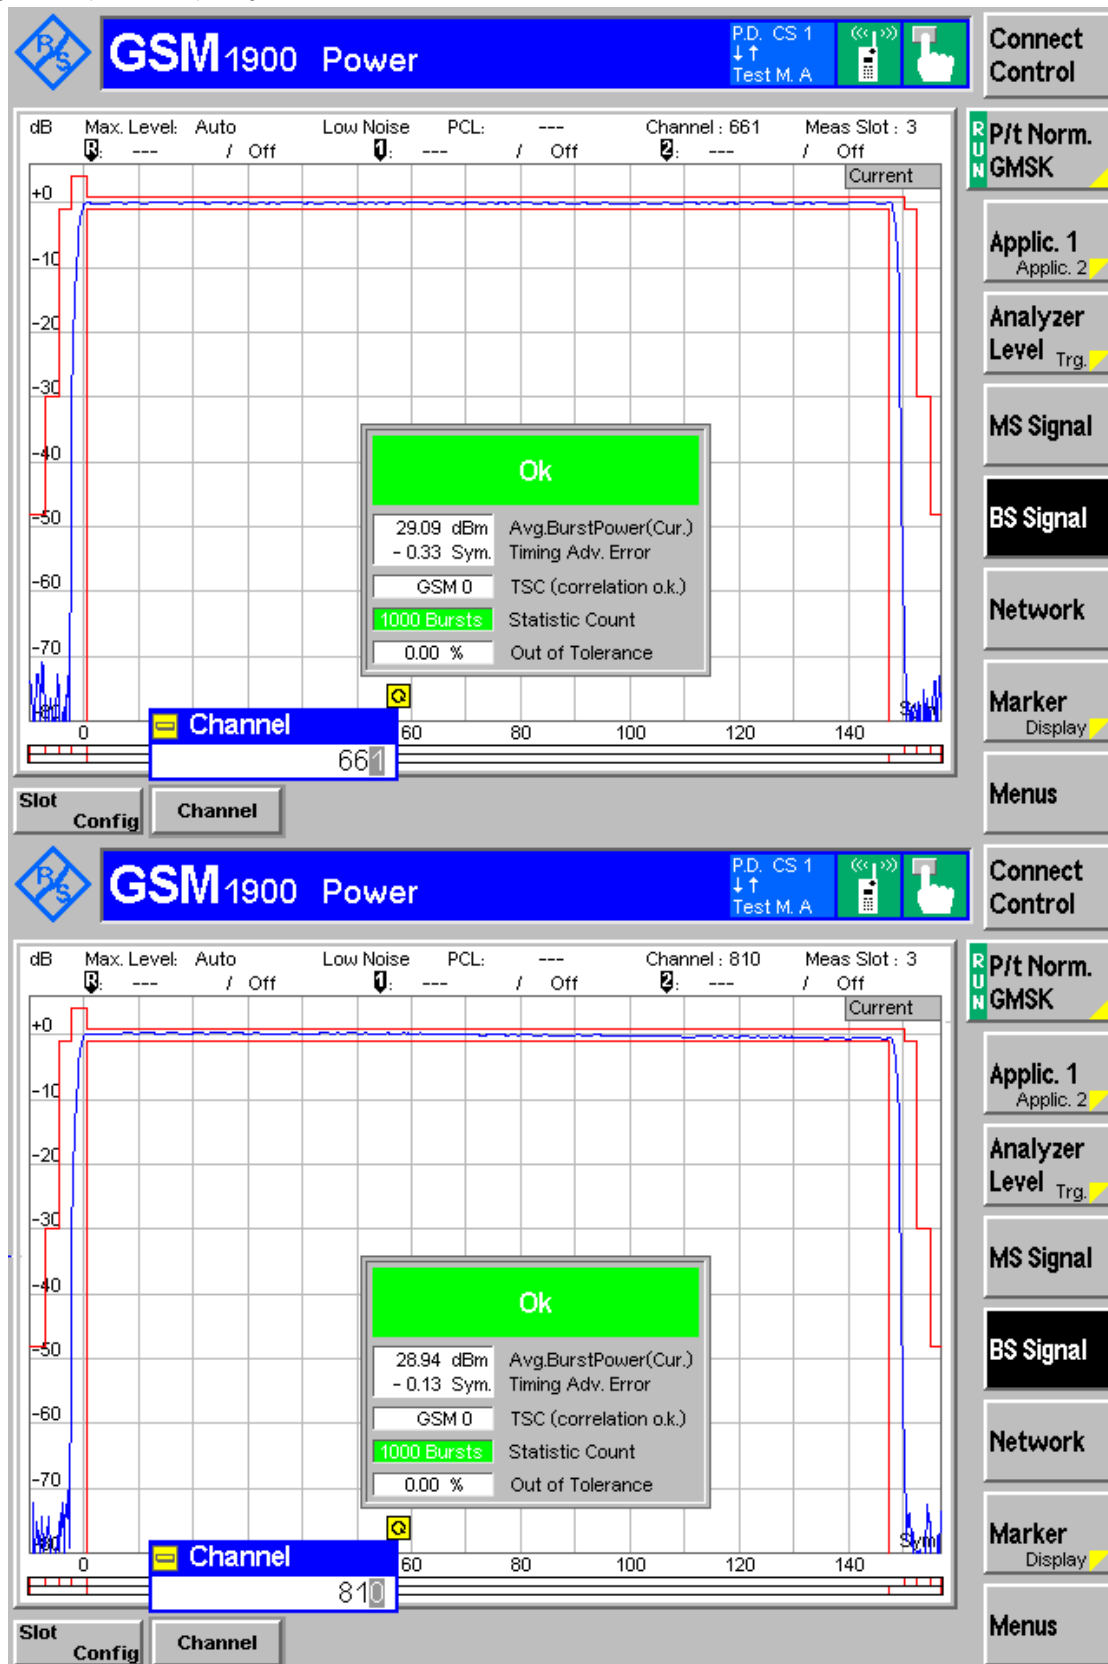 GSM1900 Power
P.D. CS 1
Test M. A
Connect Control
dB Max. Level: Auto Low Noise PCL: --- Channel : 661 Meas Slot : 3
R: --- / Off 1: --- / Off 2: --- / Off
Current
RUN P/t Norm. GMSK
+0
-10
-20
-30
-40
-50
-60
-70
Applic. 1
Applic. 2
Analyzer Level Trg.
MS Signal
BS Signal
Network
Marker
Display
Menus
Ok
29.09 dBm Avg.BurstPower(Cur.)
- 0.33 Sym. Timing Adv. Error
GSM 0 TSC (correlation o.k.)
1000 Bursts Statistic Count
0.00 % Out of Tolerance
0 60 80 100 120 140
Channel
661
Slot Config Channel
GSM1900 Power
P.D. CS 1
Test M. A
Connect Control
dB Max. Level: Auto Low Noise PCL: --- Channel : 810 Meas Slot : 3
R: --- / Off 1: --- / Off 2: --- / Off
Current
RUN P/t Norm. GMSK
+0
-10
-20
-30
-40
-50
-60
-70
Applic. 1
Applic. 2
Analyzer Level Trg.
MS Signal
BS Signal
Network
Marker
Display
Menus
Ok
28.94 dBm Avg.BurstPower(Cur.)
- 0.13 Sym. Timing Adv. Error
GSM 0 TSC (correlation o.k.)
1000 Bursts Statistic Count
0.00 % Out of Tolerance
Sym
0 60 80 100 120 140
Channel
810
Slot Config Channel